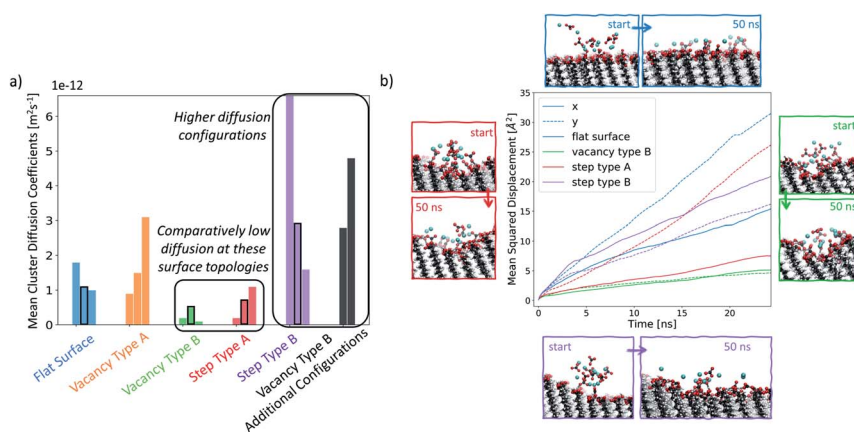 a)
1e-12
Mean Cluster Diffusion Coefficients [m²s⁻¹]
6
5
4
3
2
1
0
Higher diffusion
configurations
Comparatively low
diffusion at these
surface topologies
Flat Surface
Vacancy Type A
Vacancy Type B
Step Type A
Step Type B
Vacancy Type B
Additional Configurations
b)
start
50 ns
start
50 ns
Mean Squared Displacement [Å²]
35
30
25
20
15
10
5
0
x
y
flat surface
vacancy type B
step type A
step type B
0
5
10
15
20
Time [ns]
start
50 ns
start
50 ns